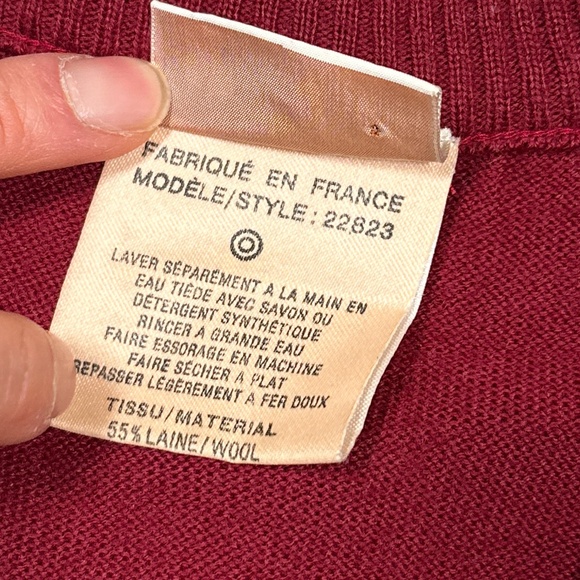 FABRIQUÉ EN FRANCE
MODÈLE/STYLE: 22823
LAVER SÉPARÉMENT A LA MAIN EN
EAU TIÈDE AVEC SAVON OU
DÉTERGENT SYNTHÉTIQUE
RINCER A GRANDE EAU
FAIRE ESSORAGE EN MACHINE
FAIRE SÉCHER A PLAT
REPASSER LÉGÈREMENT A FER DOUX
TISSU/MATERIAL
55% LAINE/WOOL